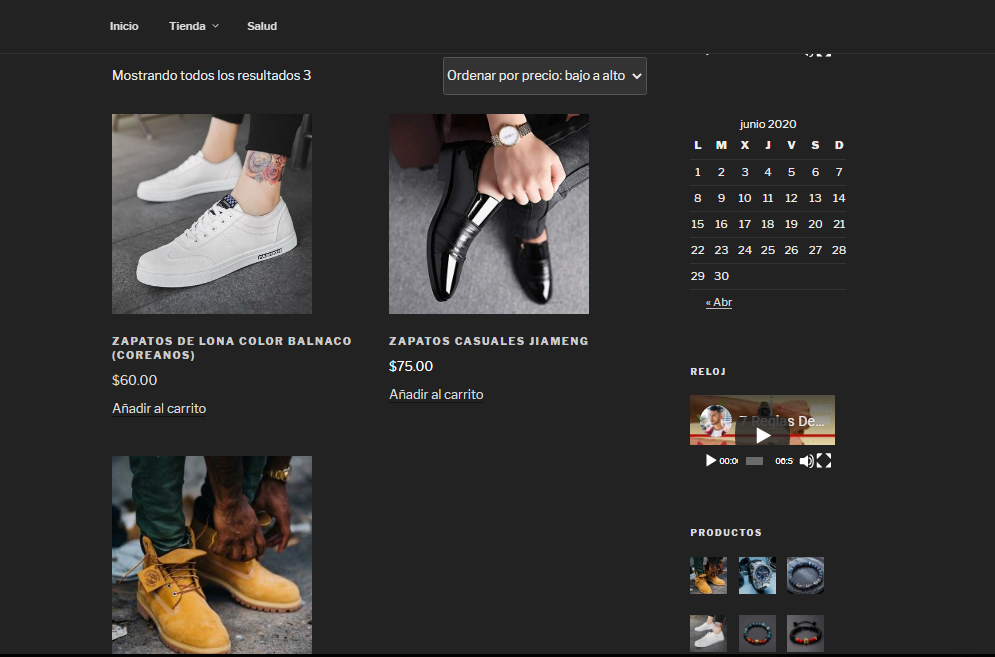 Inicio
Tienda
Salud
Mostrando todos los resultados 3
Ordenar por precio: bajo a alto
ZAPATOS DE LONA COLOR BALNACO
(COREANOS)
$60.00
Añadir al carrito
ZAPATOS CASUALES JIAMENG
$75.00
Añadir al carrito
junio 2020
L M X J V S D
1 2 3 4 5 6 7
8 9 10 11 12 13 14
15 16 17 18 19 20 21
22 23 24 25 26 27 28
29 30
« Abr
RELOJ
7 Reglas De...
00:0
06:5
PRODUCTOS